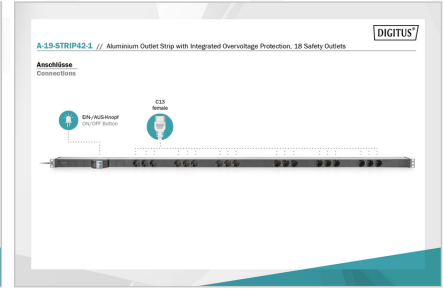 DIGITUS®
A-19-STRIP42-1 // Aluminium Outlet Strip with Integrated Overvoltage Protection, 18 Safety Outlets
Anschlüsse
Connections
C13
female
EIN-/AUS-Knopf
ON/OFF Button